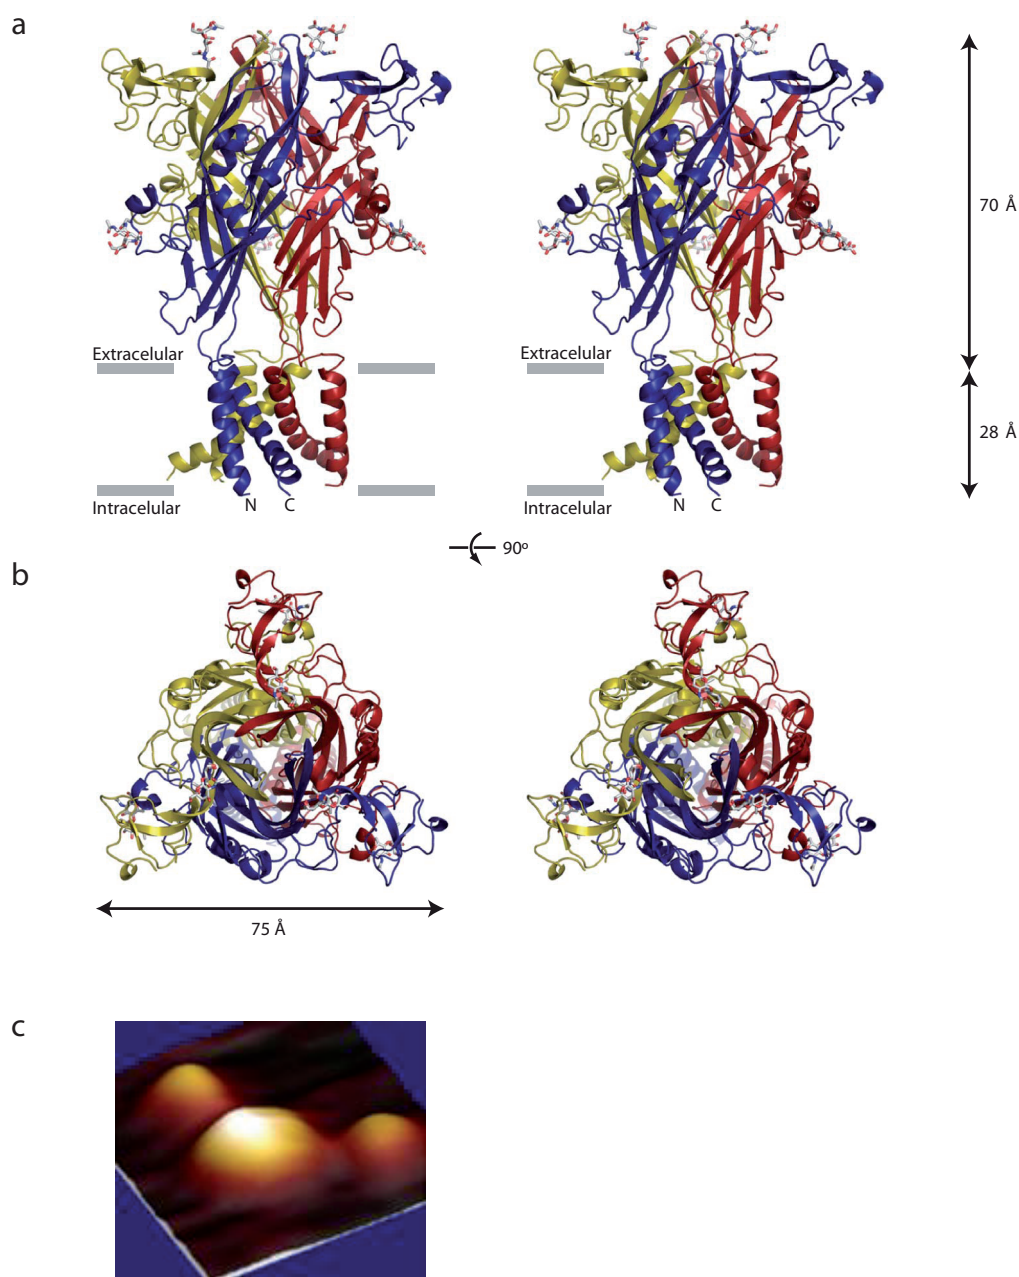 a
70 Å
Extracelular
Extracelular
28 Å
Intracelular
N
C
Intracelular
N
C
90º
b
75 Å
c